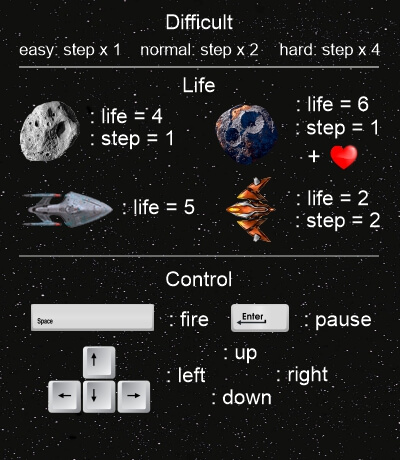 Difficult
easy: step x 1 normal: step x 2 hard: step x 4
Life
: life = 4
: step = 1
: life = 6
: step = 1
+
: life = 5
: life = 2
: step = 2
Control
Space : fire
Enter : pause
: up
: left
: right
: down